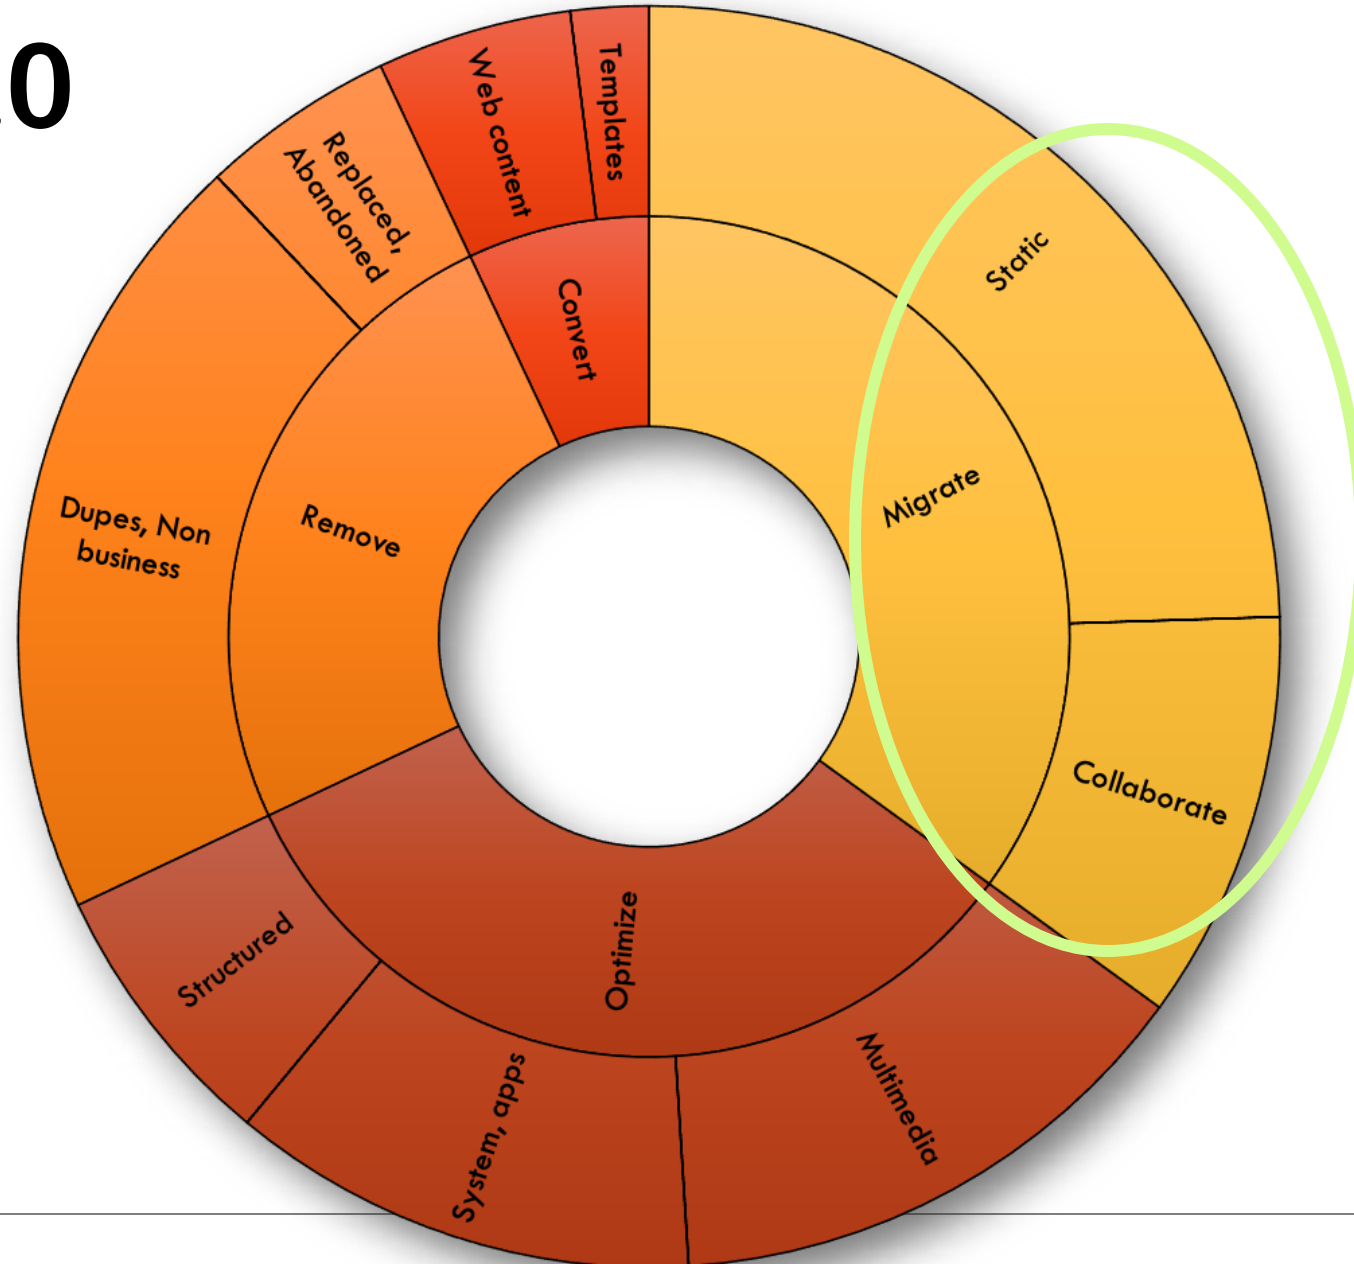 0
Templates
Web content
Replaced,
Abandoned
Convert
Static
Migrate
Remove
Dupes, Non
business
Collaborate
Optimize
Structured
System, apps
Multimedia